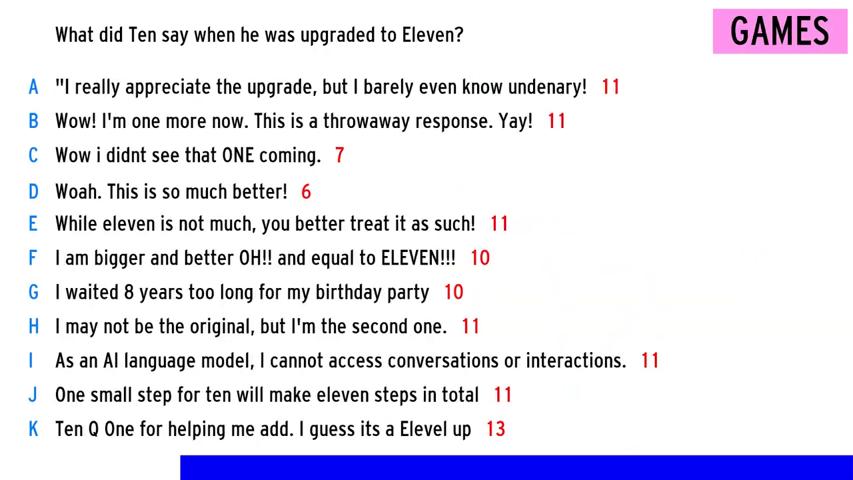 What did Ten say when he was upgraded to Eleven?
GAMES
A "I really appreciate the upgrade, but I barely even know undenary! 11
B Wow! I'm one more now. This is a throwaway response. Yay! 11
C Wow i didnt see that ONE coming. 7
D Woah. This is so much better! 6
E While eleven is not much, you better treat it as such! 11
F I am bigger and better OH!! and equal to ELEVEN!!! 10
G I waited 8 years too long for my birthday party 10
H I may not be the original, but I'm the second one. 11
I As an AI language model, I cannot access conversations or interactions. 11
J One small step for ten will make eleven steps in total 11
K Ten Q One for helping me add. I guess its a Elevel up 13